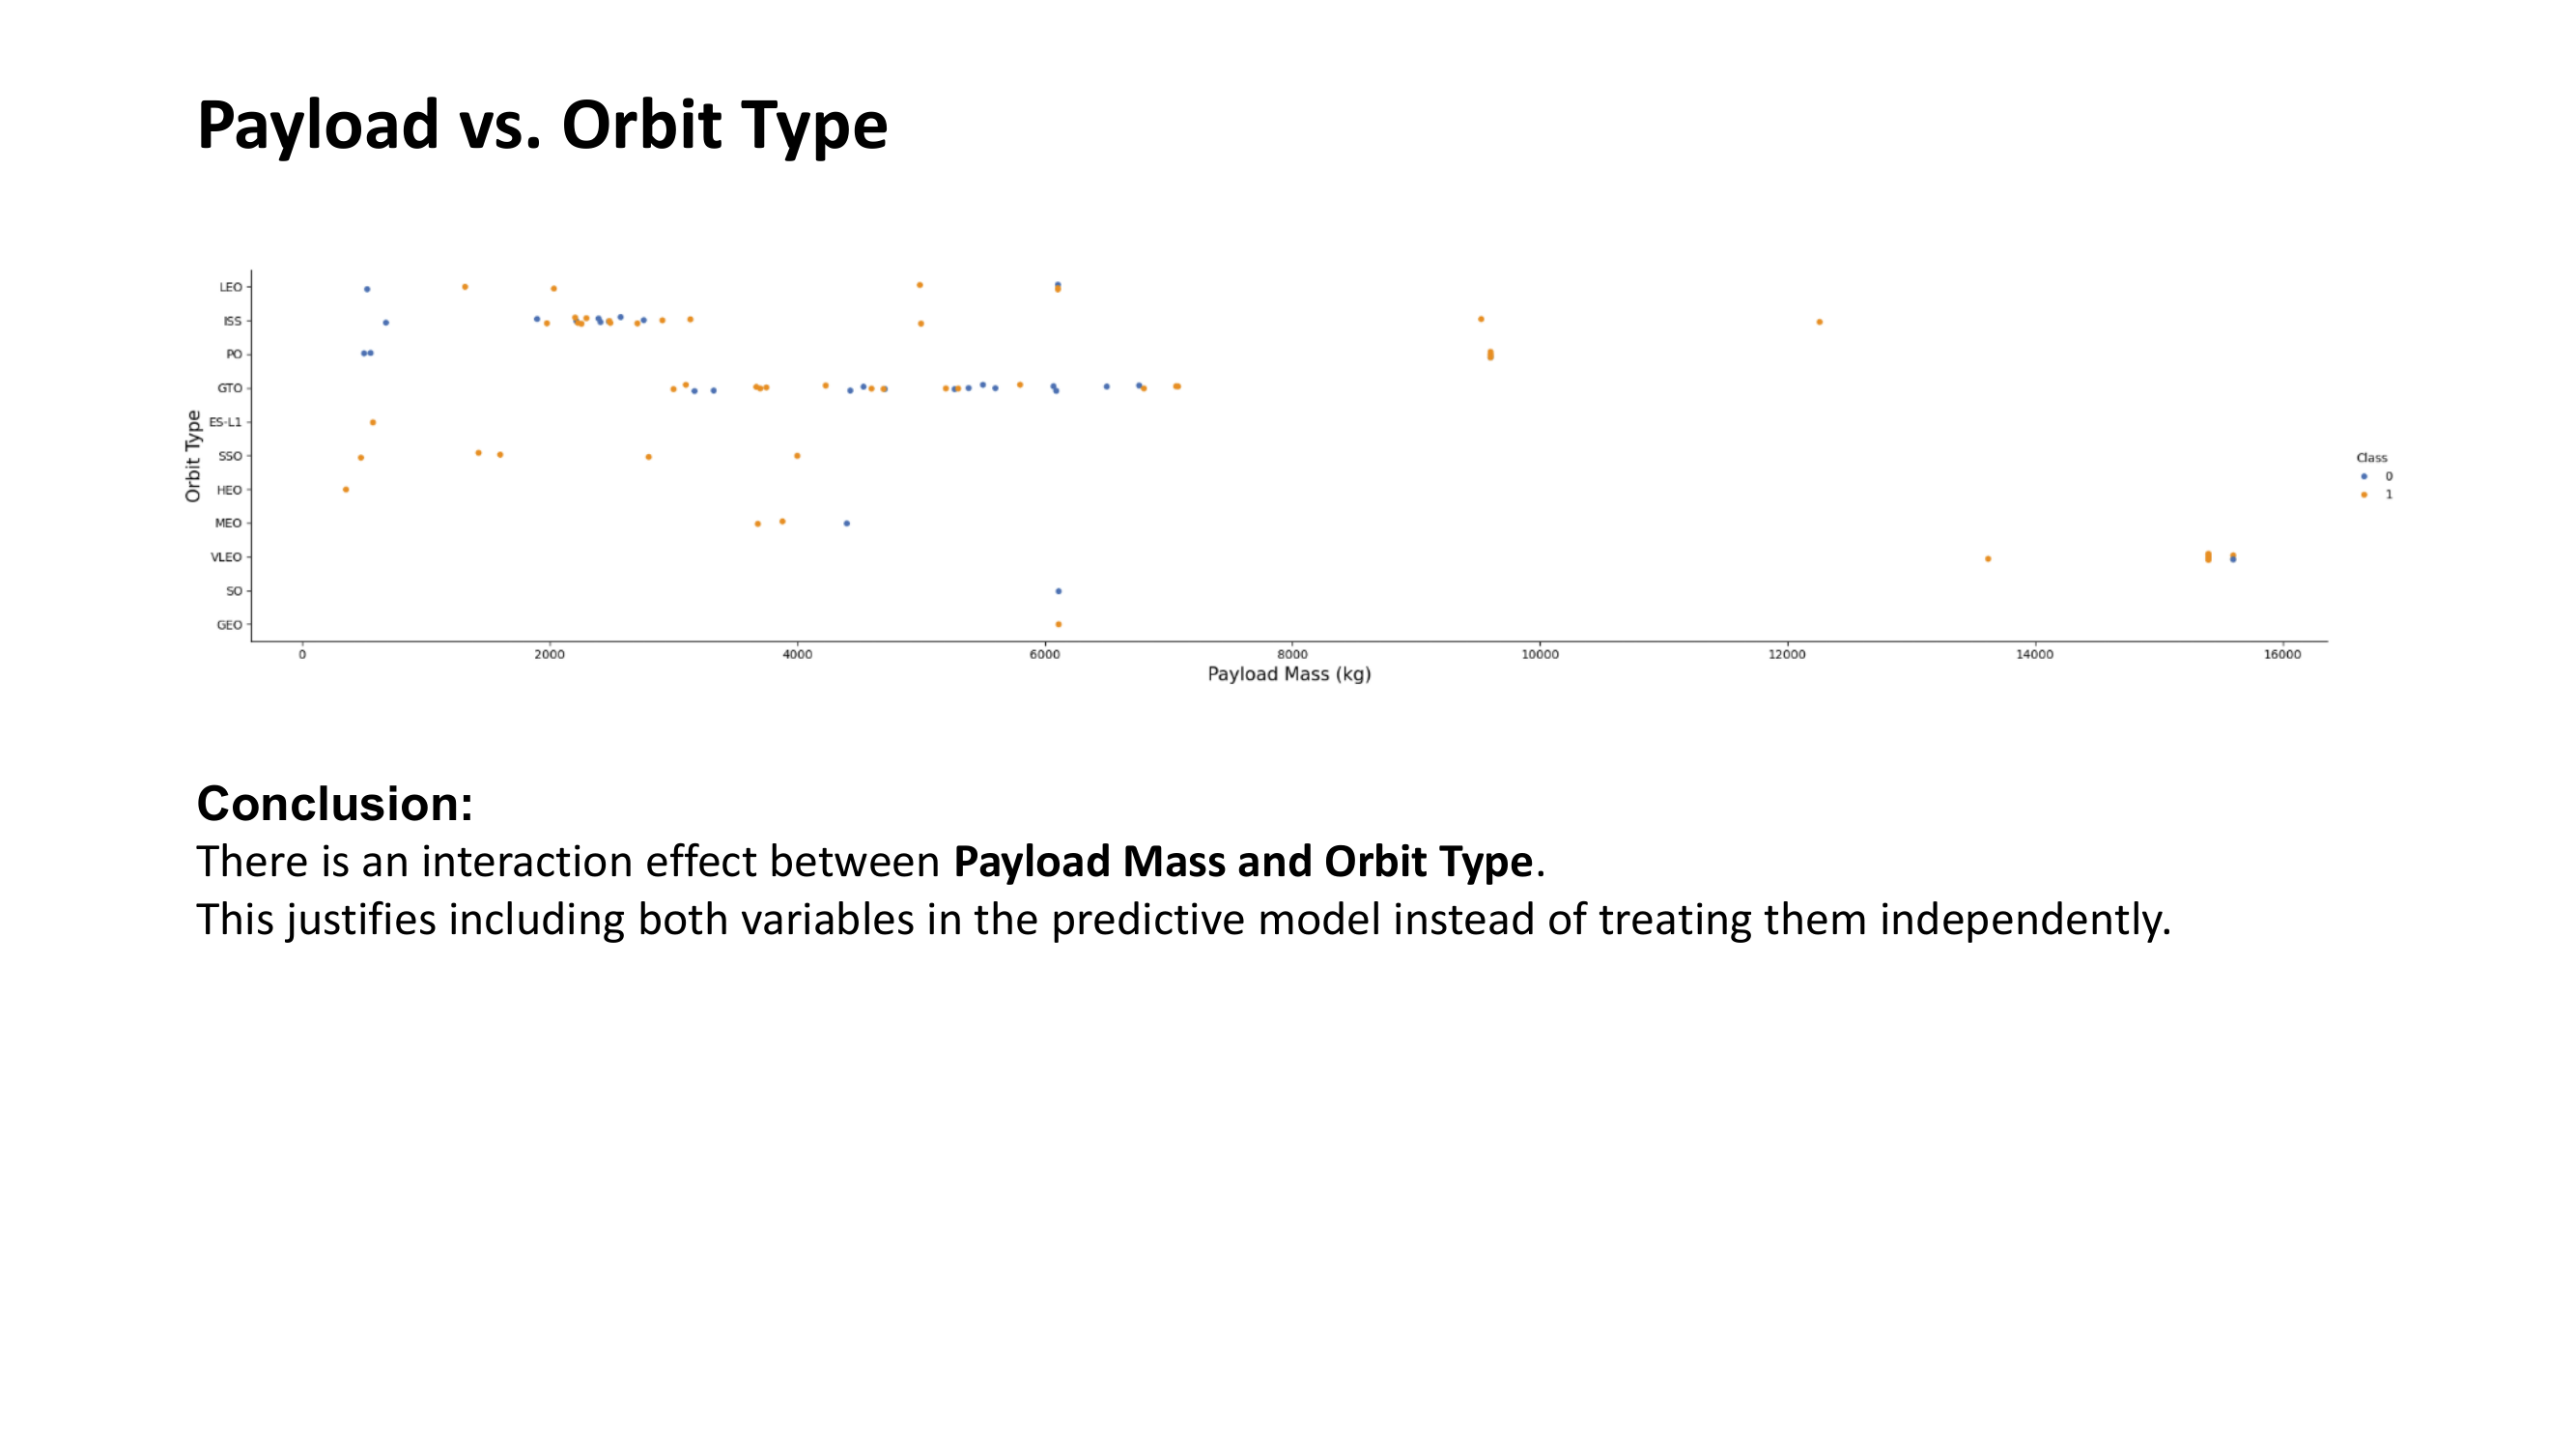 Payload vs. Orbit Type
LEO
ISS
PO
GTO
ES-L1
SSO
HEO
MEO
VLEO
SO
GEO
Orbit Type
0 2000 4000 6000 8000 10000 12000 14000 16000
Payload Mass (kg)
Class
0
1
Conclusion:
There is an interaction effect between Payload Mass and Orbit Type.
This justifies including both variables in the predictive model instead of treating them independently.